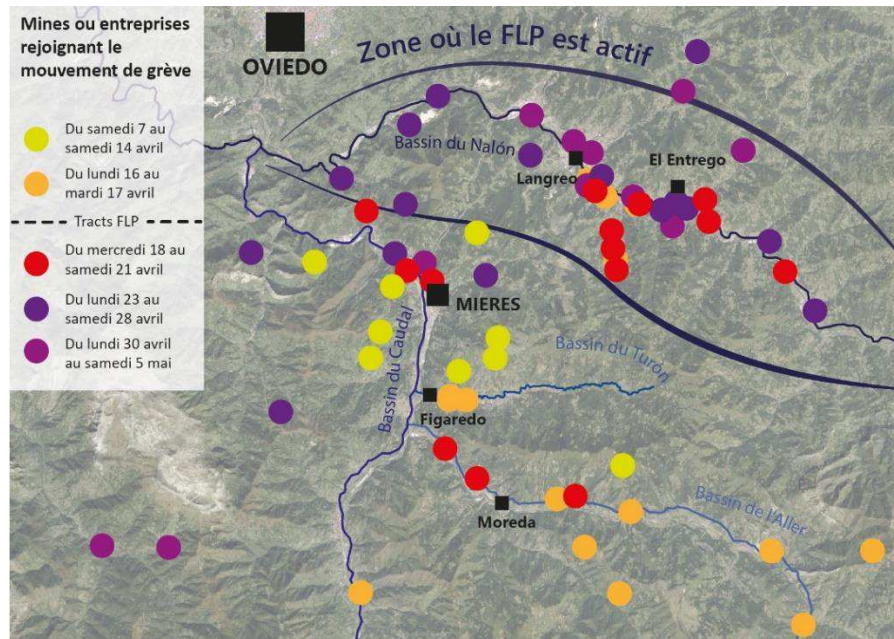 Mines ou entreprises
rejoignant le
mouvement de grève
Du samedi 7 au
samedi 14 avril
Du lundi 16 au
mardi 17 avril
Tracts FLP
Du mercredi 18 au
samedi 21 avril
Du lundi 23 au
samedi 28 avril
Du lundi 30 avril
au samedi 5 mai
OVIEDO
Zone où le FLP est actif
Bassin du Nalón
Langreo
El Entrego
MIERES
Bassin du Caudal
Bassin du Turón
Figaredo
Moreda
Bassin de l'Aller